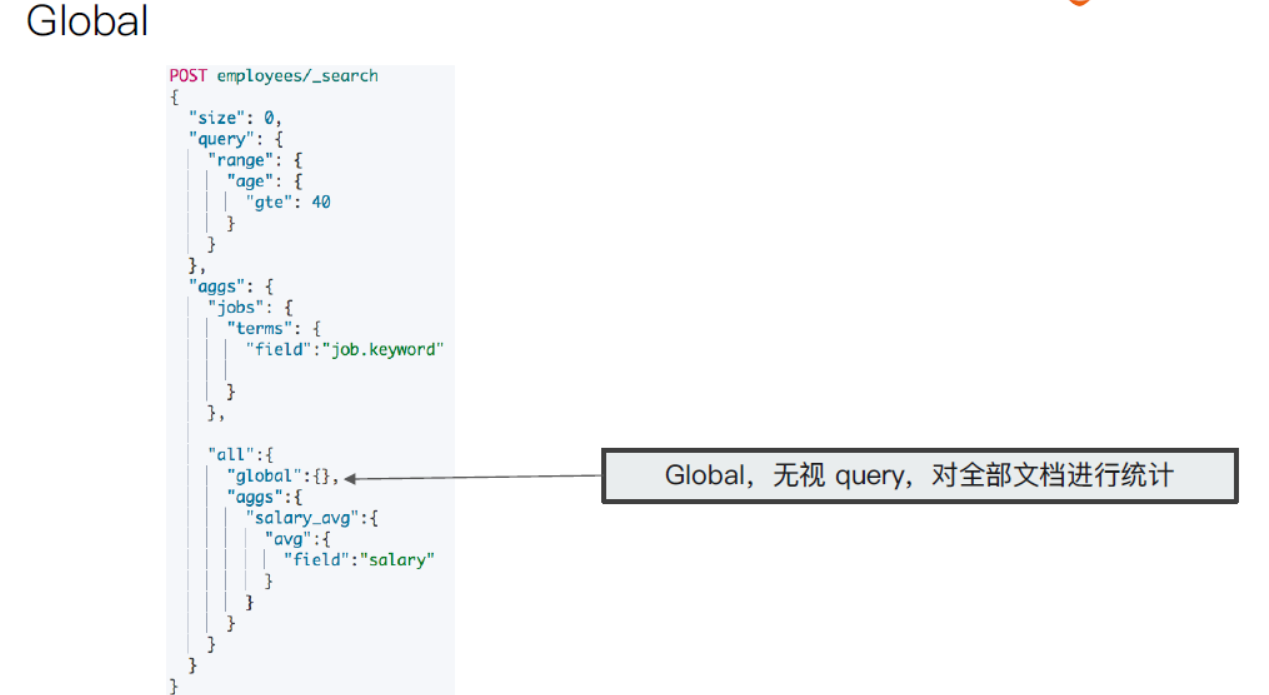 Global
POST employees/_search
{
  "size": 0,
  "query": {
    "range": {
      "age": {
        "gte": 40
      }
    }
  },
  "aggs": {
    "jobs": {
      "terms": {
        "field":"job.keyword"

      }
    },

    "all":{
      "global":{},
      "aggs":{
        "salary_avg":{
          "avg":{
            "field":"salary"
          }
        }
      }
    }
  }
}
Global，无视 query，对全部文档进行统计